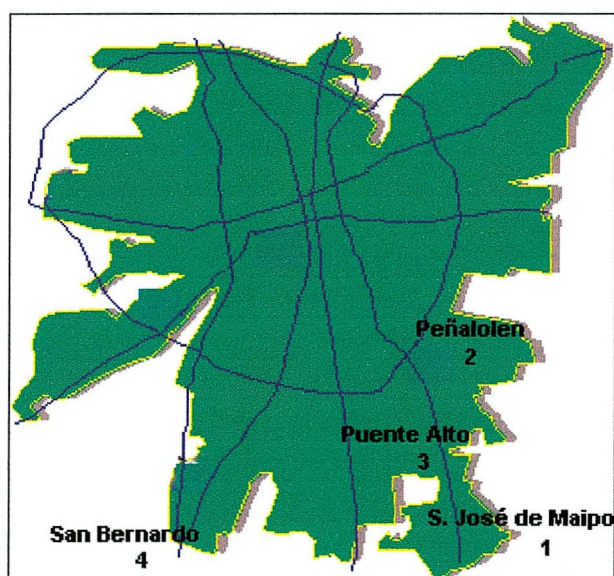 Peñalolen
2
Puente Alto
3
S. José de Maipo
1
San Bernardo
4